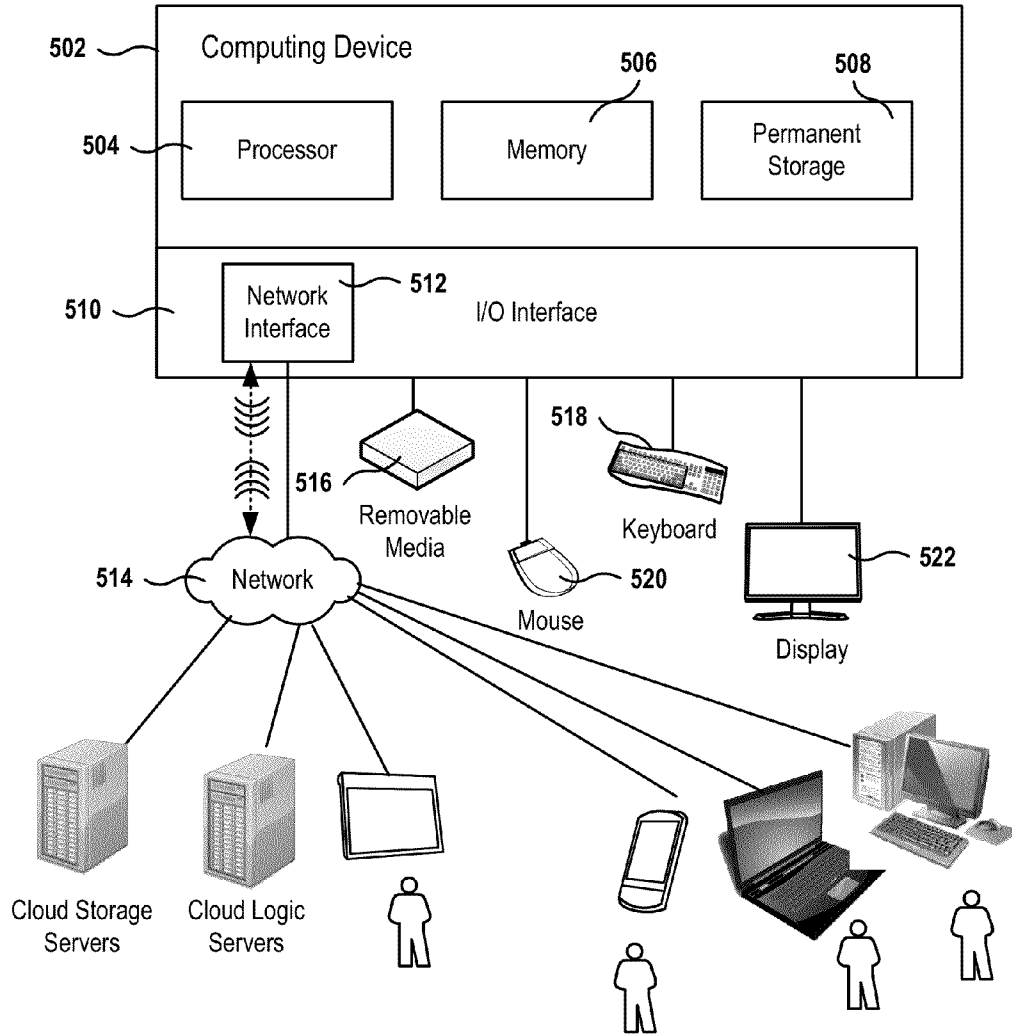 502
Computing Device
506
508
504
Processor
Memory
Permanent
Storage
510
Network
Interface
512
I/O Interface
518
516
Removable
Media
Keyboard
514
Network
520
522
Mouse
Display
Cloud Storage
Servers
Cloud Logic
Servers